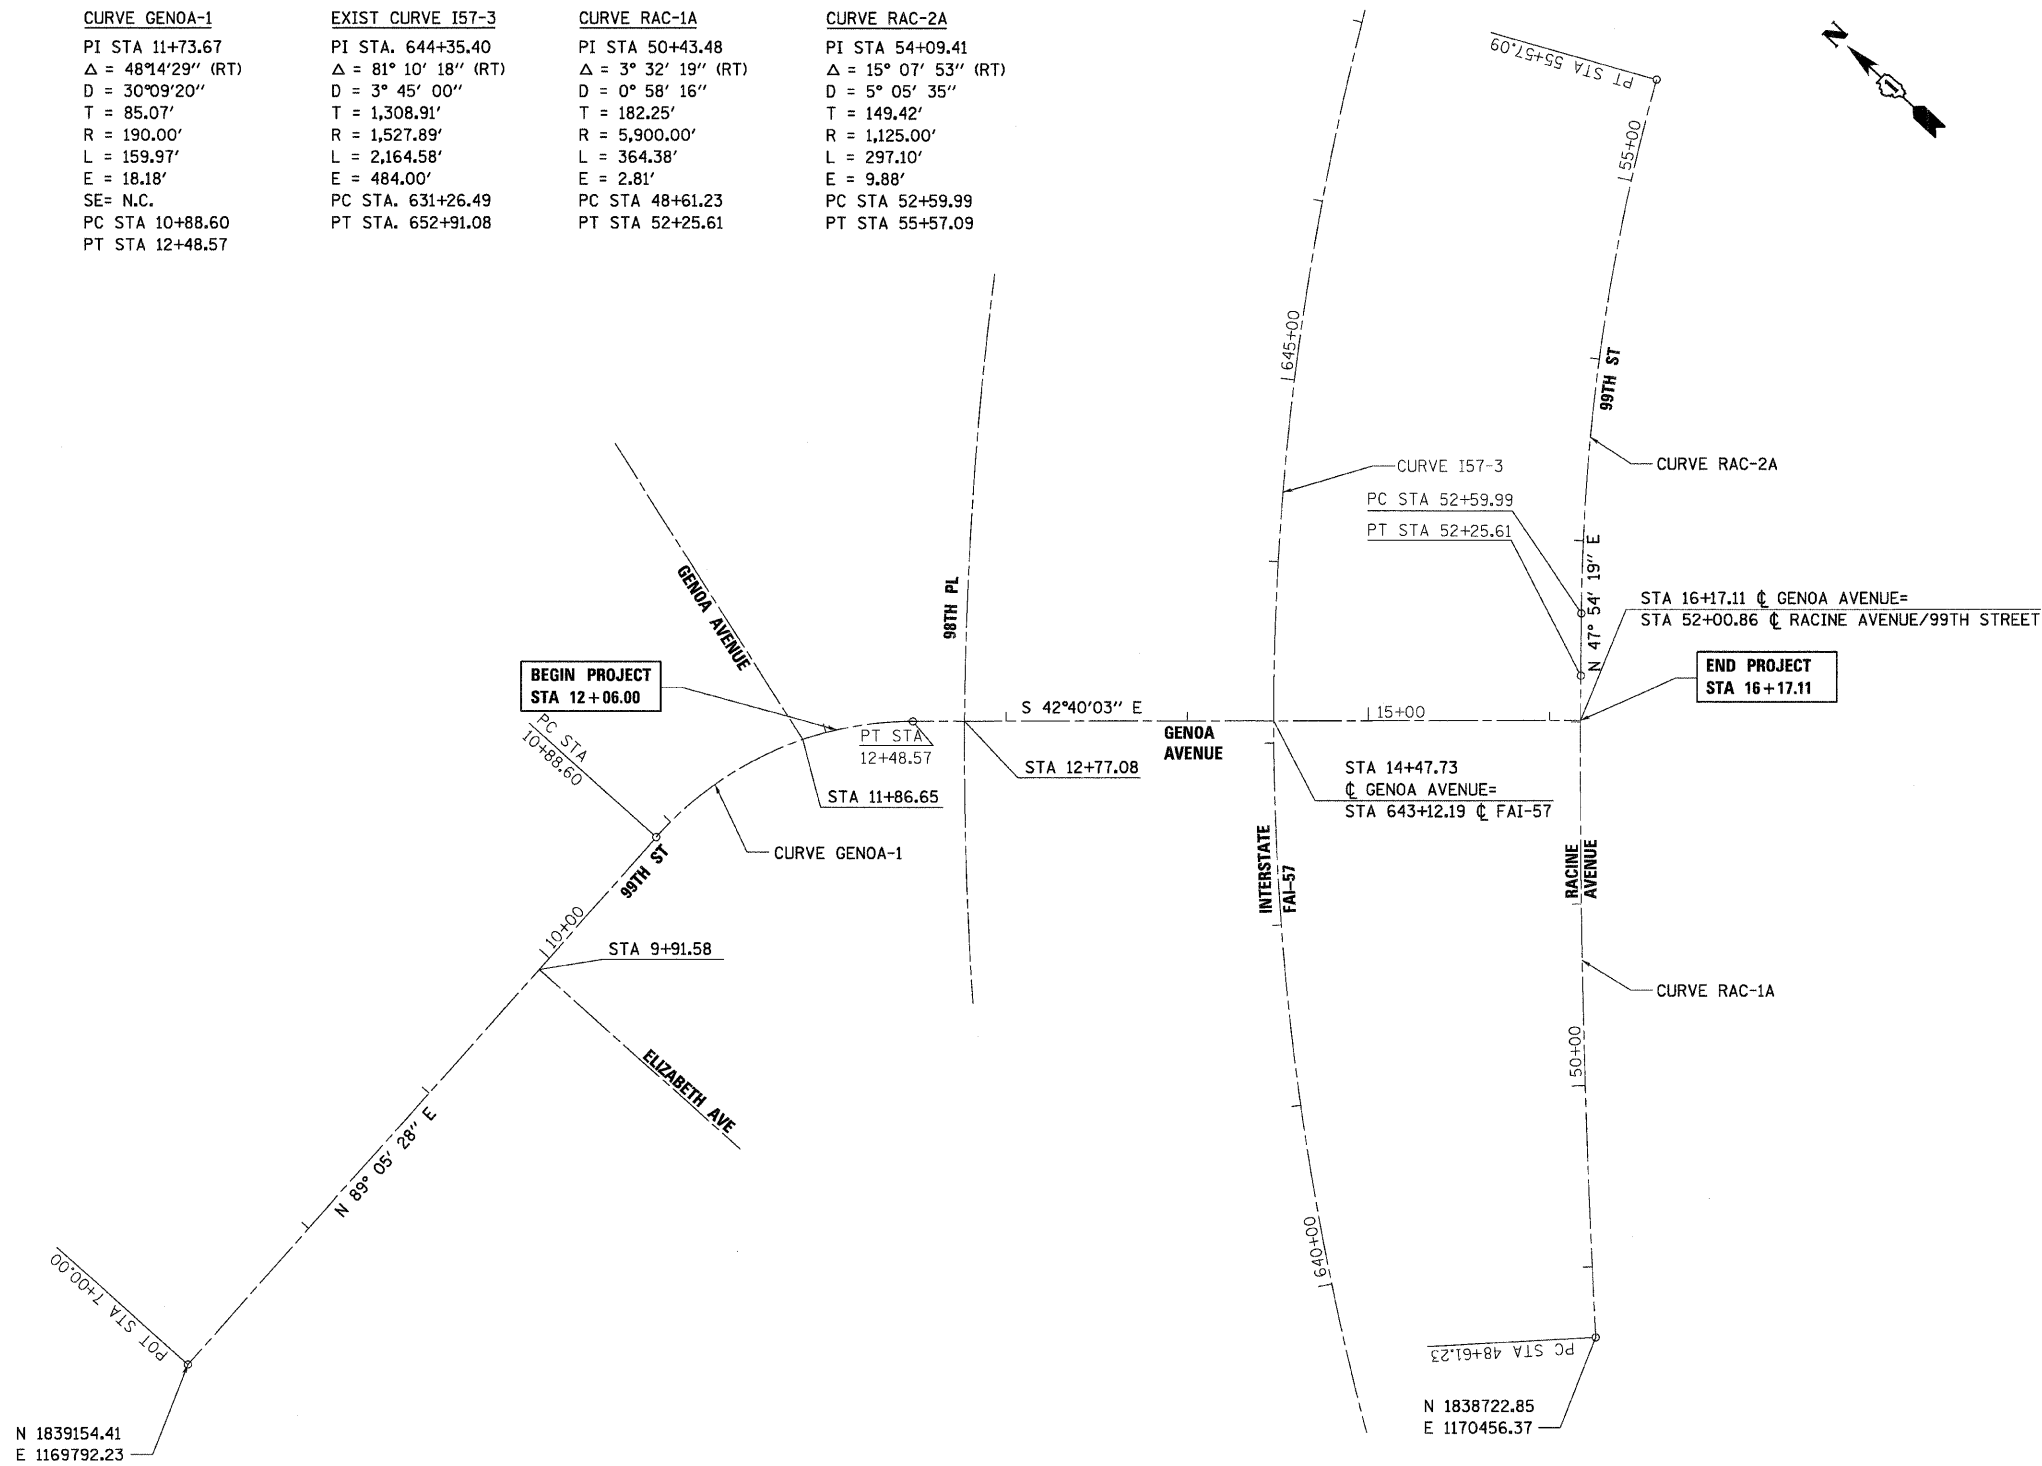 CURVE GENOA-1
PI STA 11+73.67
Δ = 48°14'29" (RT)
D = 30°09'20"
T = 85.07'
R = 190.00'
L = 159.97'
E = 18.18'
SE= N.C.
PC STA 10+88.60
PT STA 12+48.57
EXIST CURVE I57-3
PI STA. 644+35.40
Δ = 81° 10' 18" (RT)
D = 3° 45' 00"
T = 1,308.91'
R = 1,527.89'
L = 2,164.58'
E = 484.00'
PC STA. 631+26.49
PT STA. 652+91.08
CURVE RAC-1A
PI STA 50+43.48
Δ = 3° 32' 19" (RT)
D = 0° 58' 16"
T = 182.25'
R = 5,900.00'
L = 364.38'
E = 2.81'
PC STA 48+61.23
PT STA 52+25.61
CURVE RAC-2A
PI STA 54+09.41
Δ = 15° 07' 53" (RT)
D = 5° 05' 35"
T = 149.42'
R = 1,125.00'
L = 297.10'
E = 9.88'
PC STA 52+59.99
PT STA 55+57.09
PT STA 55+57.09
N
55+00
645+00
99TH ST
CURVE I57-3
CURVE RAC-2A
PC STA 52+59.99
PT STA 52+25.61
N 47° 54' 19" E
GENOA AVENUE
98TH PL
STA 16+17.11 ℄ GENOA AVENUE=
STA 52+00.86 ℄ RACINE AVENUE/99TH STREET
BEGIN PROJECT
STA 12+06.00
END PROJECT
STA 16+17.11
PC STA
10+88.60
PT STA
12+48.57
S 42°40'03" E
GENOA
AVENUE
15+00
STA 12+77.08
STA 11+86.65
STA 14+47.73
℄ GENOA AVENUE=
STA 643+12.19 ℄ FAI-57
CURVE GENOA-1
99TH ST
INTERSTATE
FAI-57
RACINE
AVENUE
10+00
STA 9+91.58
CURVE RAC-1A
ELIZABETH AVE
50+00
N 89° 05' 28" E
640+00
POT STA 7+00.00
PC STA 48+61.23
N 1839154.41
E 1169792.23
N 1838722.85
E 1170456.37